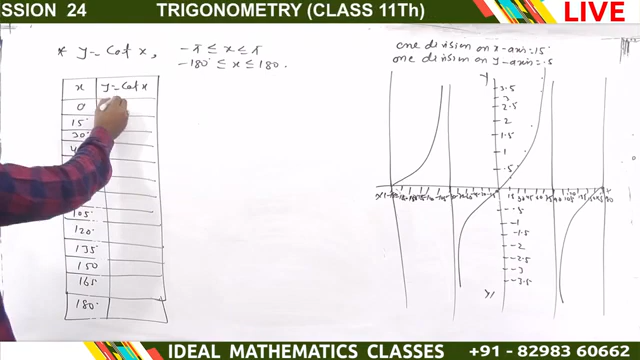 SSION 24
TRIGONOMETRY (CLASS 11Th)
LIVE
* y = Cot x, -π ≤ x ≤ π
-180° ≤ x ≤ 180.
one division on x-axis = 15°
one division on y-axis = .5
x y = Cot x
0
15
30
105
120
135
150
165
180
y
3.5
3
2.5
2
1.5
1
.5
-.5
-1
-1.5
-2
-2.5
-3
-3.5
y'
IDEAL MATHEMATICS CLASSES
+91 - 82983 60662